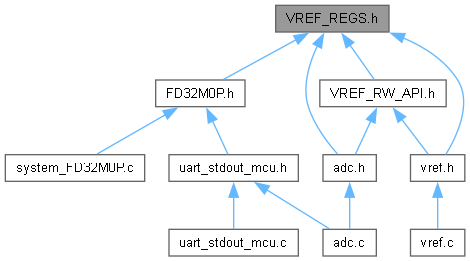 VREF_REGS.h
FD32M0P.h
VREF_RW_API.h
system_FD32M0P.c
uart_stdout_mcu.h
adc.h
vref.h
uart_stdout_mcu.c
adc.c
vref.c